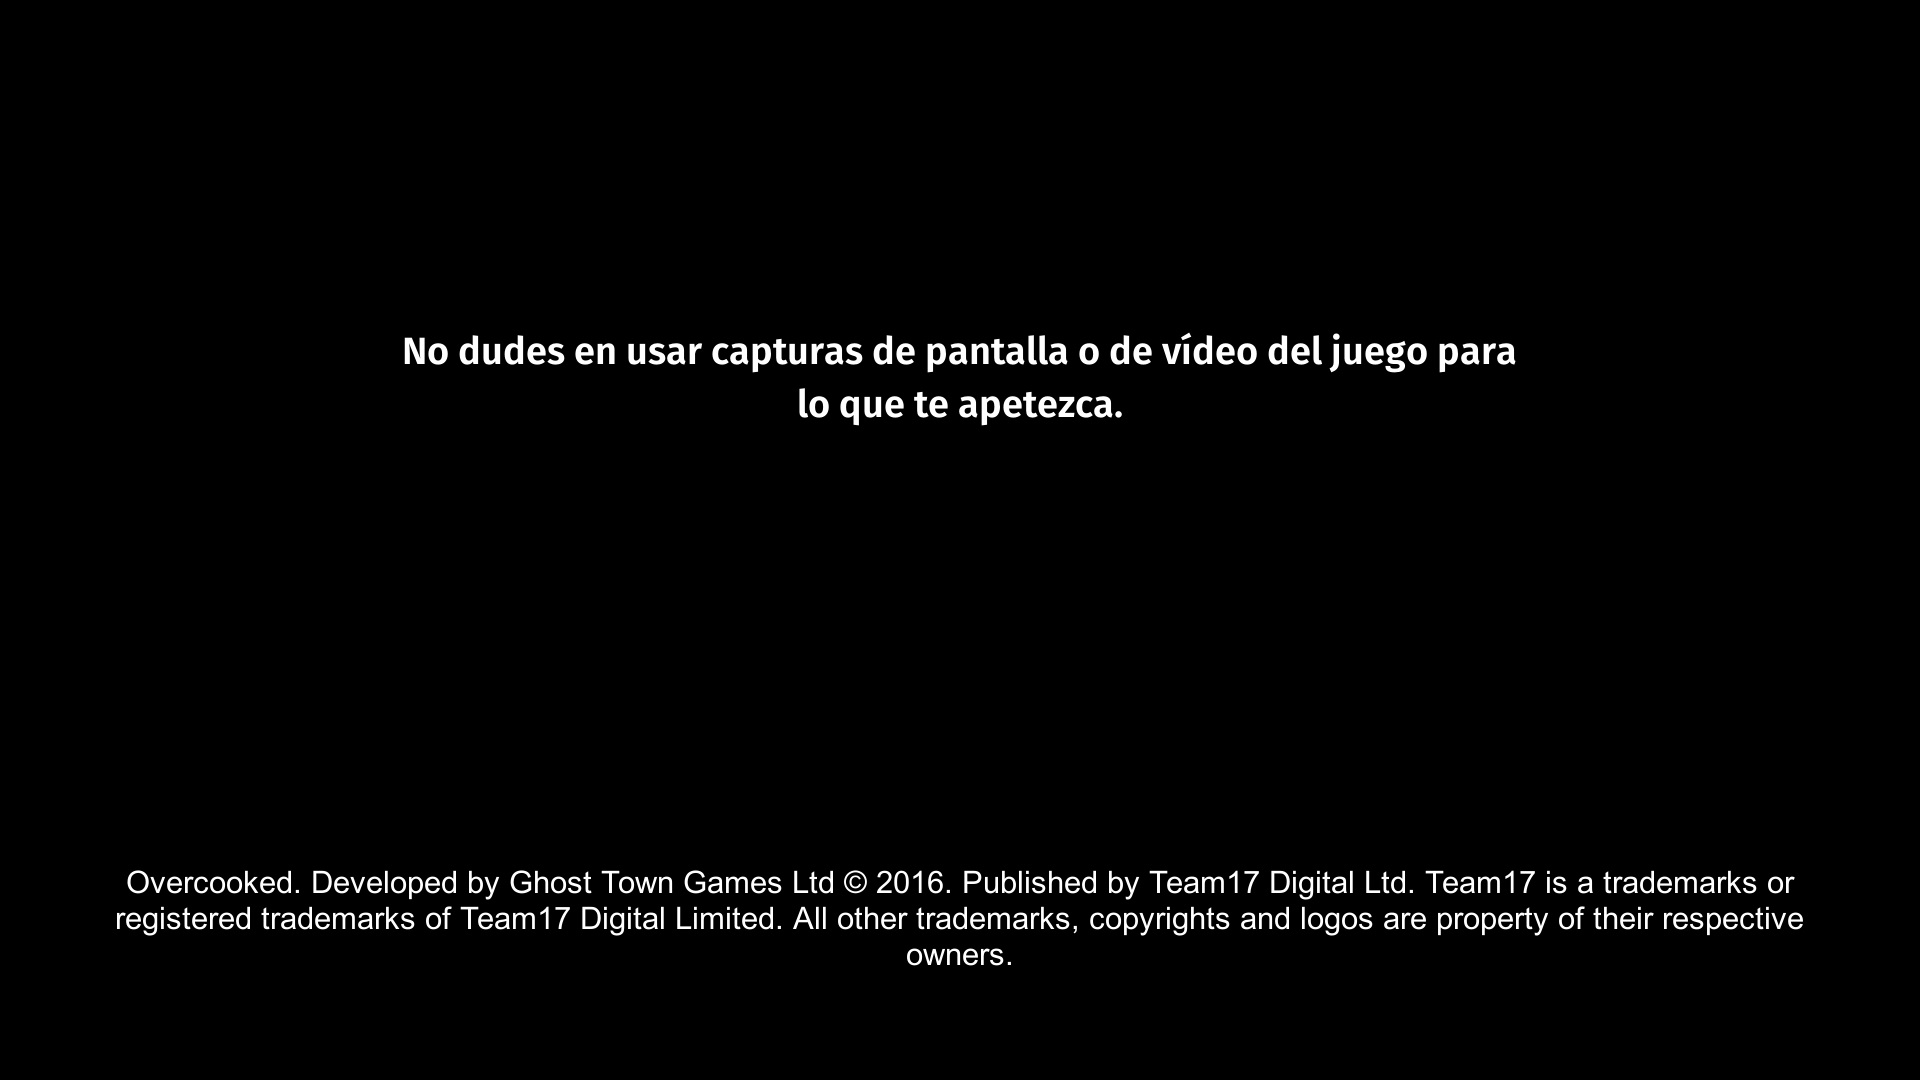 No dudes en usar capturas de pantalla o de vídeo del juego para
lo que te apetezca.
Overcooked. Developed by Ghost Town Games Ltd © 2016. Published by Team17 Digital Ltd. Team17 is a trademarks or
registered trademarks of Team17 Digital Limited. All other trademarks, copyrights and logos are property of their respective
owners.